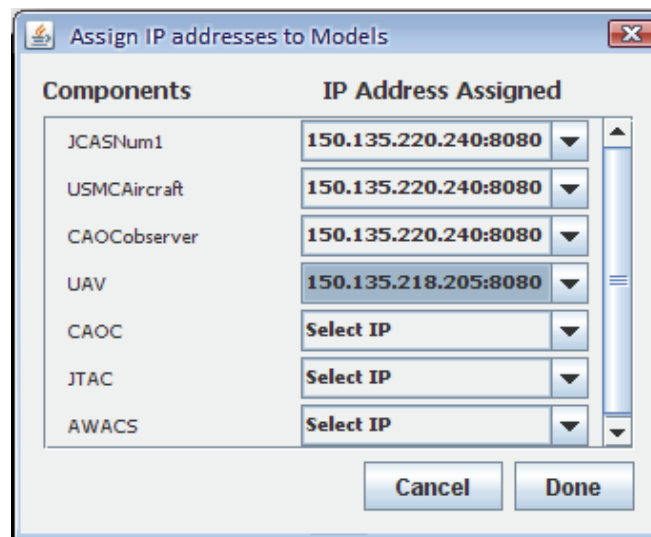 Assign IP addresses to Models
Components IP Address Assigned
JCASNum1 150.135.220.240:8080
USMCAircraft 150.135.220.240:8080
CAOCobserver 150.135.220.240:8080
UAV 150.135.218.205:8080
CAOC Select IP
JTAC Select IP
AWACS Select IP
Cancel Done